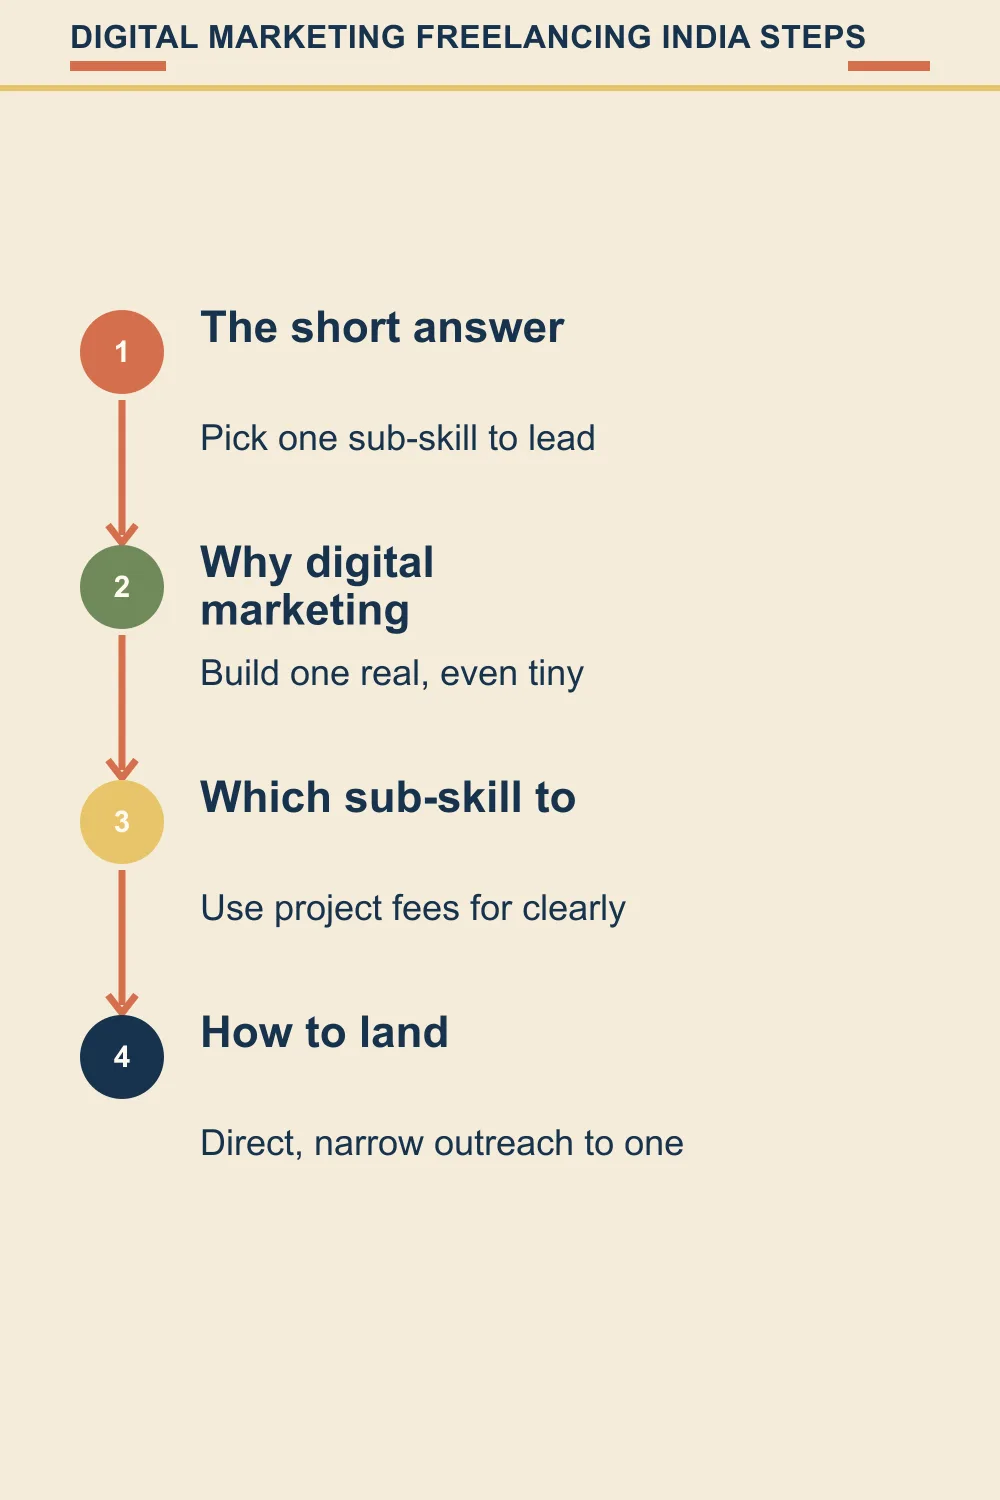 DIGITAL MARKETING FREELANCING INDIA STEPS
1
The short answer
Pick one sub-skill to lead
2
Why digital
marketing
Build one real, even tiny
3
Which sub-skill to
Use project fees for clearly
4
How to land
Direct, narrow outreach to one